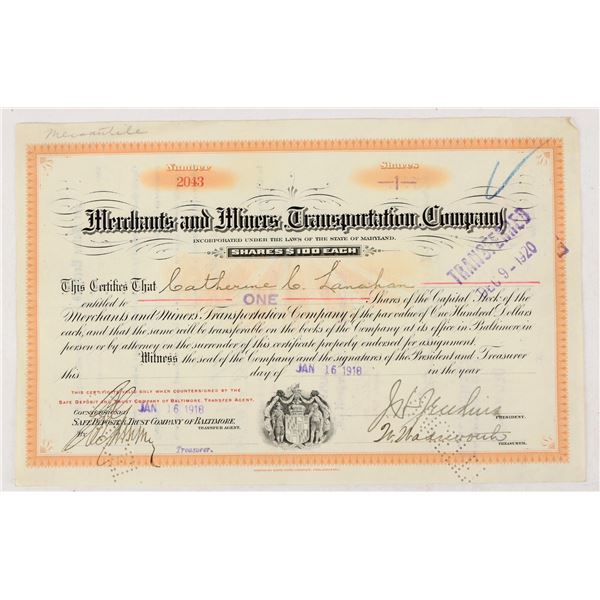 Mercantile
Number Shares
2043 —1—
Merchants and Miners Transportation Company
INCORPORATED UNDER THE LAWS OF THE STATE OF MARYLAND.
SHARES $100 EACH
TRANSFERRED
DEC 9 - 1920
This Certifies That Catherine C. Lanahan
entitled to ONE Shares of the Capital Stock of the
Merchants and Miners Transportation Company of the par value of One Hundred Dollars
each, and that the same will be transferable on the books of the Company at its office in Baltimore in
person or by attorney on the surrender of this certificate properly endorsed for assignment.
Witness the seal of the Company and the signatures of the President and Treasurer
this day of JAN 16 1918 in the year
THIS CERTIFICATE VALID ONLY WHEN COUNTERSIGNED BY THE
SAFE DEPOSIT AND TRUST COMPANY OF BALTIMORE, TRANSFER AGENT.
COUNTERSIGNED JAN 16 1918
SAFE DEPOSIT & TRUST COMPANY OF BALTIMORE
TRANSFER AGENT.
By
Treasurer.
J. H. Jenkins
PRESIDENT.
W. Wadsworth
TREASURER.